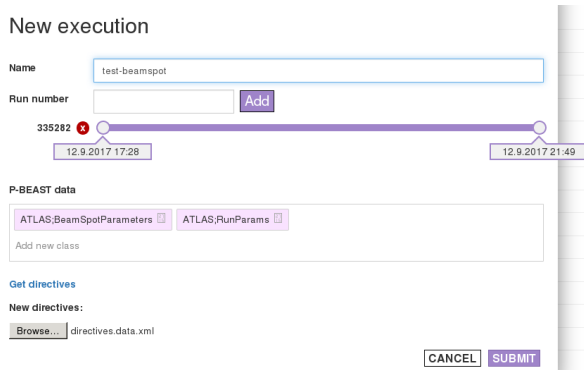 New execution
Name test-beamspot
Run number Add
335282 x
12.9.2017 17:28 12.9.2017 21:49
P-BEAST data
ATLAS;BeamSpotParameters ATLAS;RunParams
Add new class
Get directives
New directives:
Browse... directives.data.xml
CANCEL SUBMIT